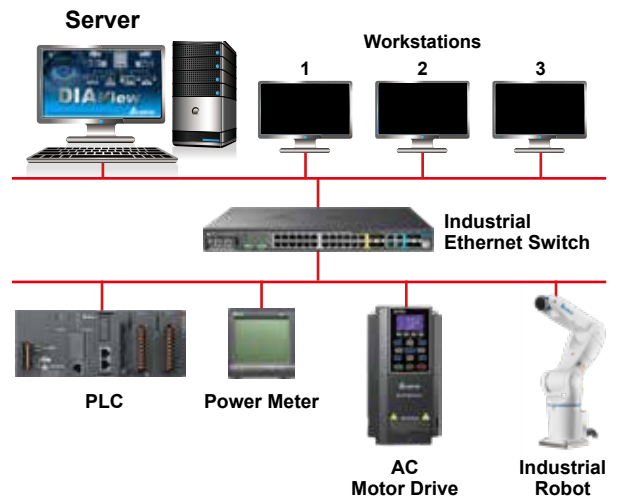 Server
Workstations
1 2 3
DIAView
Industrial
Ethernet Switch
PLC
Power Meter
AC
Motor Drive
Industrial
Robot